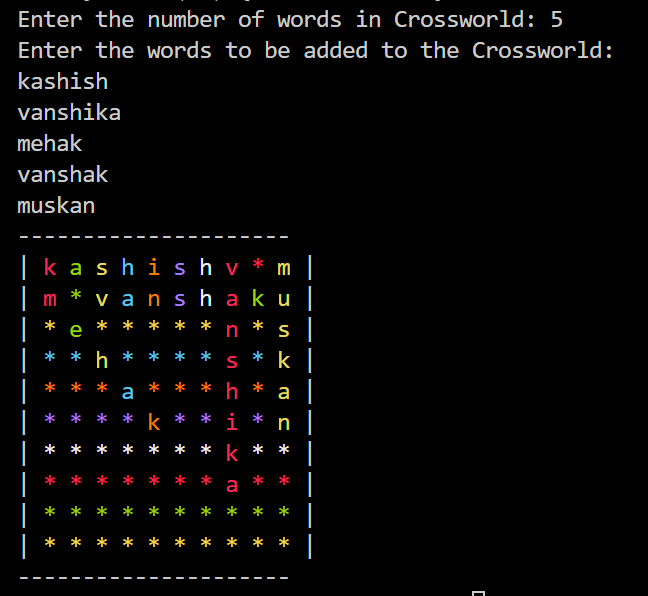 Enter the number of words in Crossworld: 5
Enter the words to be added to the Crossworld:
kashish
vanshika
mehak
vanshak
muskan
---------------------
| k a s h i s h v * m |
| m * v a n s h a k u |
| * e * * * * * n * s |
| * * h * * * * s * k |
| * * * a * * * h * a |
| * * * * k * * i * n |
| * * * * * * * k * * |
| * * * * * * * a * * |
| * * * * * * * * * * |
| * * * * * * * * * * |
---------------------